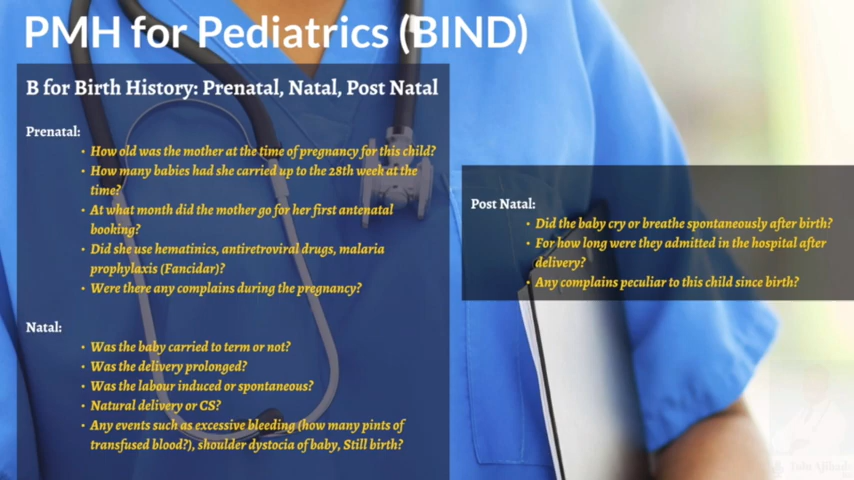 PMH for Pediatrics (BIND)
B for Birth History: Prenatal, Natal, Post Natal
Prenatal:
• How old was the mother at the time of pregnancy for this child?
• How many babies had she carried up to the 28th week at the
time?
• At what month did the mother go for her first antenatal
booking?
• Did she use hematinics, antiretroviral drugs, malaria
prophylaxis (Fancidar)?
• Were there any complains during the pregnancy?
Natal:
• Was the baby carried to term or not?
• Was the delivery prolonged?
• Was the labour induced or spontaneous?
• Natural delivery or CS?
• Any events such as excessive bleeding (how many pints of
transfused blood?), shoulder dystocia of baby, Still birth?
Post Natal:
• Did the baby cry or breathe spontaneously after birth?
• For how long were they admitted in the hospital after
delivery?
• Any complains peculiar to this child since birth?